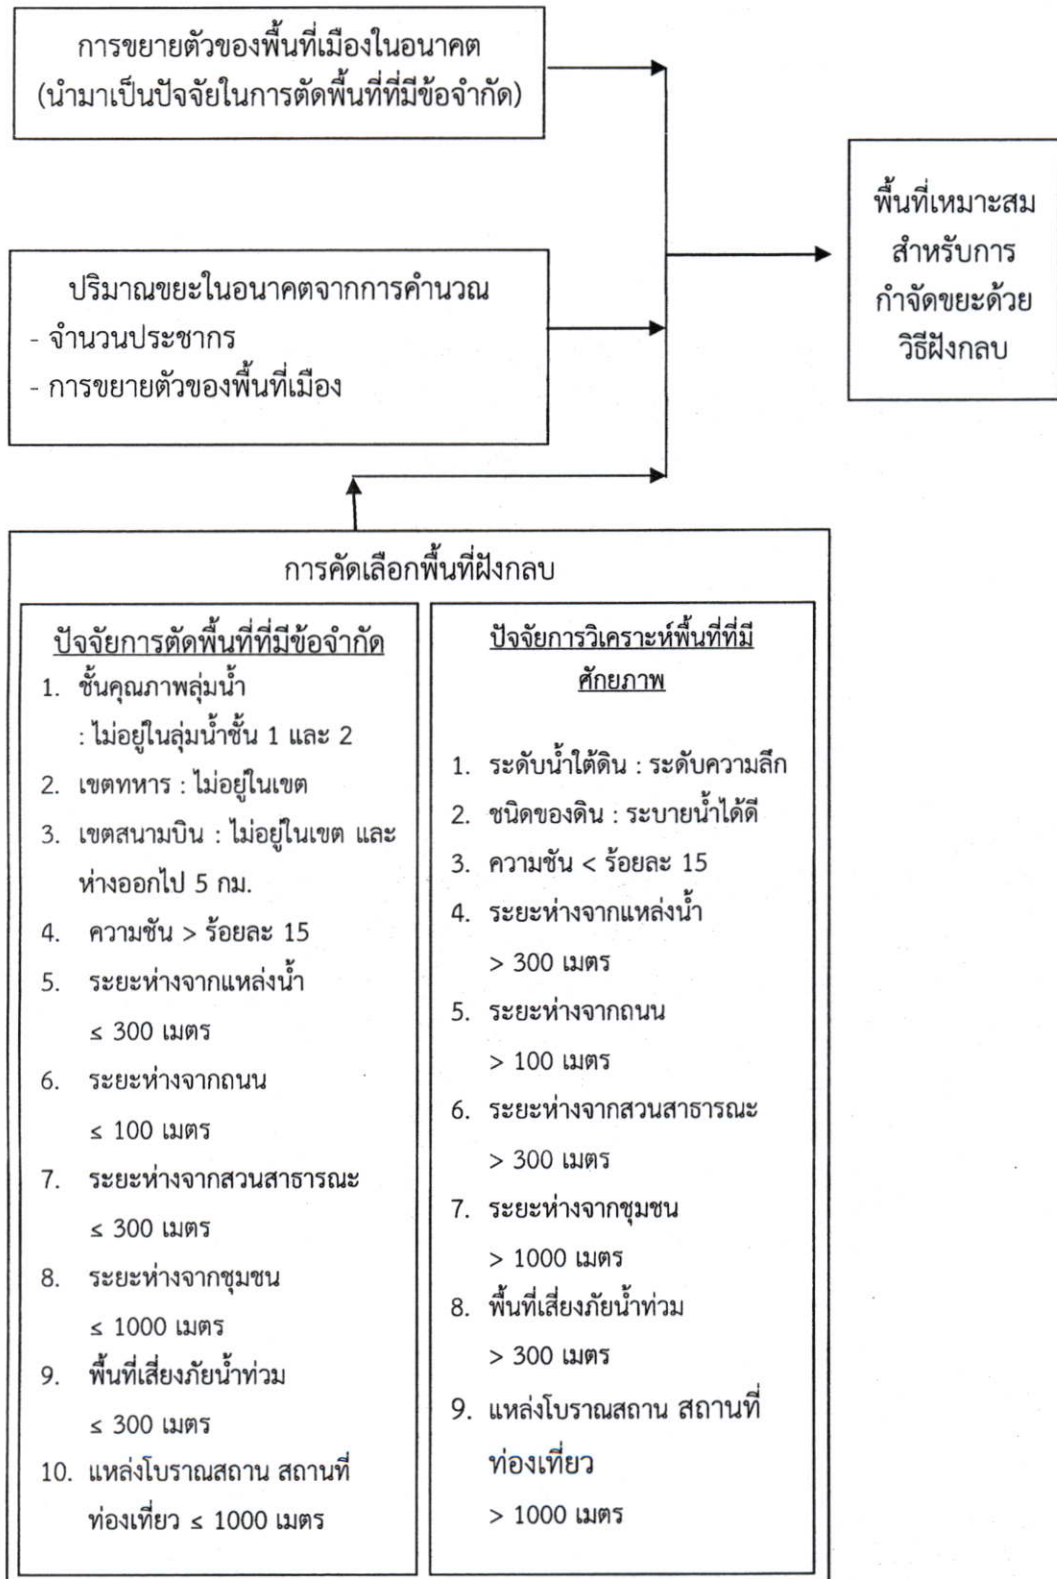 การขยายตัวของพื้นที่เมืองในอนาคต
(นำมาเป็นปัจจัยในการตัดพื้นที่ที่มีข้อจำกัด)
ปริมาณขยะในอนาคตจากการคำนวณ
- จำนวนประชากร
- การขยายตัวของพื้นที่เมือง
พื้นที่เหมาะสม
สำหรับการ
กำจัดขยะด้วย
วิธีฝังกลบ
การคัดเลือกพื้นที่ฝังกลบ
ปัจจัยการตัดพื้นที่ที่มีข้อจำกัด
1. ชั้นคุณภาพลุ่มน้ำ
: ไม่อยู่ในลุ่มน้ำชั้น 1 และ 2
2. เขตทหาร : ไม่อยู่ในเขต
3. เขตสนามบิน : ไม่อยู่ในเขต และ
ห่างออกไป 5 กม.
4. ความชัน > ร้อยละ 15
5. ระยะห่างจากแหล่งน้ำ
≤ 300 เมตร
6. ระยะห่างจากถนน
≤ 100 เมตร
7. ระยะห่างจากสวนสาธารณะ
≤ 300 เมตร
8. ระยะห่างจากชุมชน
≤ 1000 เมตร
9. พื้นที่เสี่ยงภัยน้ำท่วม
≤ 300 เมตร
10. แหล่งโบราณสถาน สถานที่
ท่องเที่ยว ≤ 1000 เมตร
ปัจจัยการวิเคราะห์พื้นที่ที่มี
ศักยภาพ
1. ระดับน้ำใต้ดิน : ระดับความลึก
2. ชนิดของดิน : ระบายน้ำได้ดี
3. ความชัน < ร้อยละ 15
4. ระยะห่างจากแหล่งน้ำ
> 300 เมตร
5. ระยะห่างจากถนน
> 100 เมตร
6. ระยะห่างจากสวนสาธารณะ
> 300 เมตร
7. ระยะห่างจากชุมชน
> 1000 เมตร
8. พื้นที่เสี่ยงภัยน้ำท่วม
> 300 เมตร
9. แหล่งโบราณสถาน สถานที่
ท่องเที่ยว
> 1000 เมตร